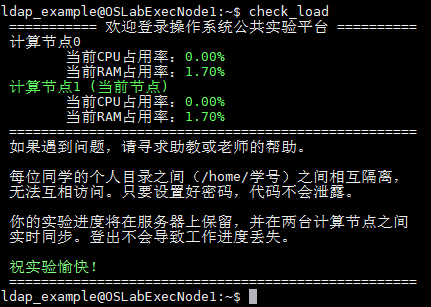 ldap_example@OSLabExecNode1:~$ check_load
=========== 欢迎登录操作系统公共实验平台 ==========
计算节点0
当前CPU占用率: 0.00%
当前RAM占用率: 1.70%
计算节点1 (当前节点)
当前CPU占用率: 0.00%
当前RAM占用率: 1.70%
===================================================
如果遇到问题，请寻求助教或老师的帮助。
每位同学的个人目录之间（/home/学号）之间相互隔离，
无法互相访问。只要设置好密码，代码不会泄露。
你的实验进度将在服务器上保留，并在两台计算节点之间
实时同步。登出不会导致工作进度丢失。
祝实验愉快！
===================================================
ldap_example@OSLabExecNode1:~$